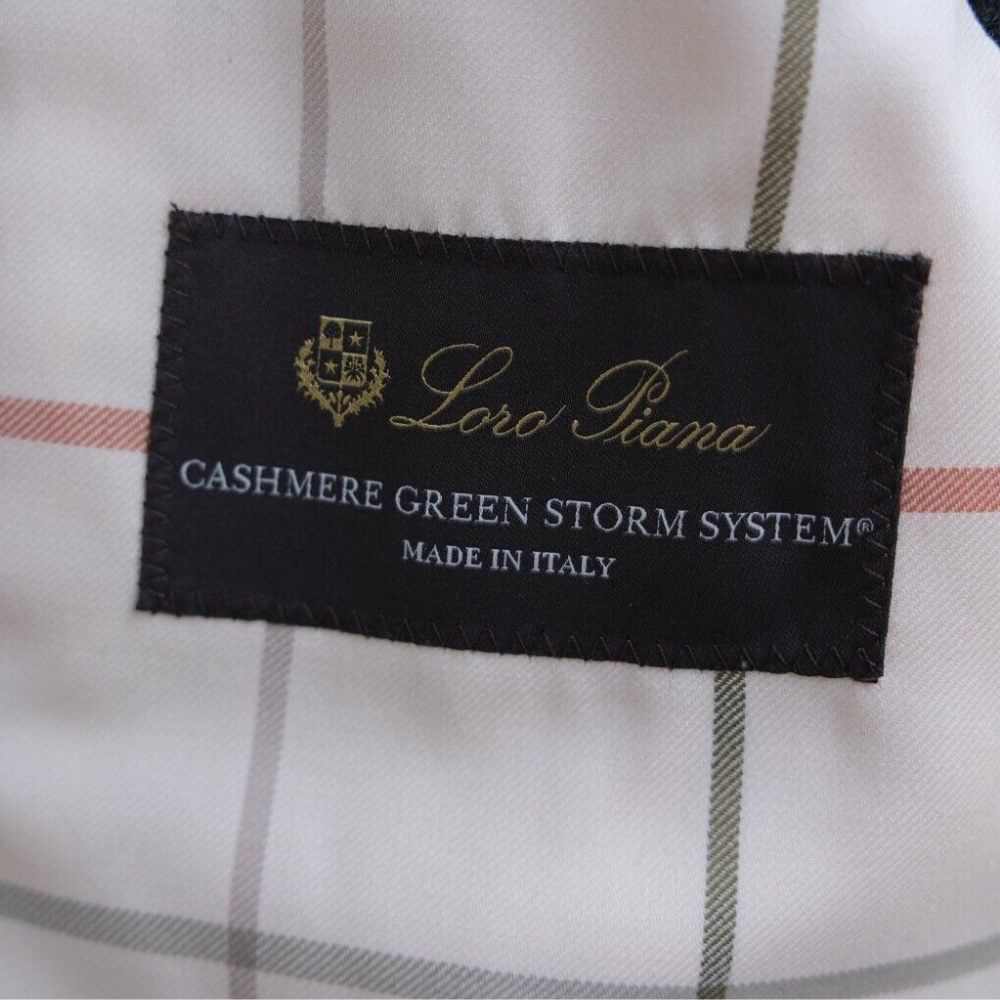 Loro Piana
CASHMERE GREEN STORM SYSTEM®
MADE IN ITALY